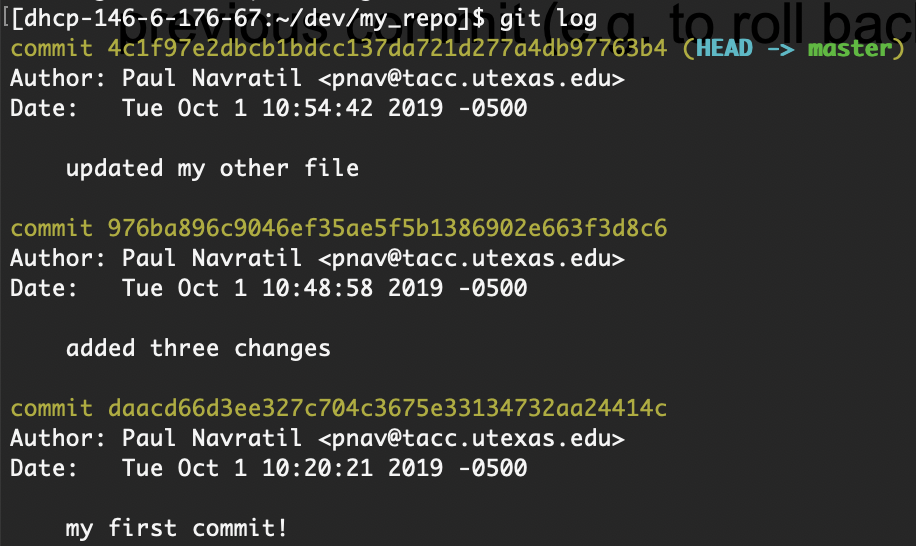 previous commit (e.g. to roll bac
[dhcp-146-6-176-67:~/dev/my_repo]$ git log
commit 4c1f97e2dbcb1bdcc137da721d277a4db97763b4 (HEAD -> master)
Author: Paul Navratil <pnav@tacc.utexas.edu>
Date:   Tue Oct 1 10:54:42 2019 -0500
    updated my other file
commit 976ba896c9046ef35ae5f5b1386902e663f3d8c6
Author: Paul Navratil <pnav@tacc.utexas.edu>
Date:   Tue Oct 1 10:48:58 2019 -0500
    added three changes
commit daacd66d3ee327c704c3675e33134732aa24414c
Author: Paul Navratil <pnav@tacc.utexas.edu>
Date:   Tue Oct 1 10:20:21 2019 -0500
    my first commit!